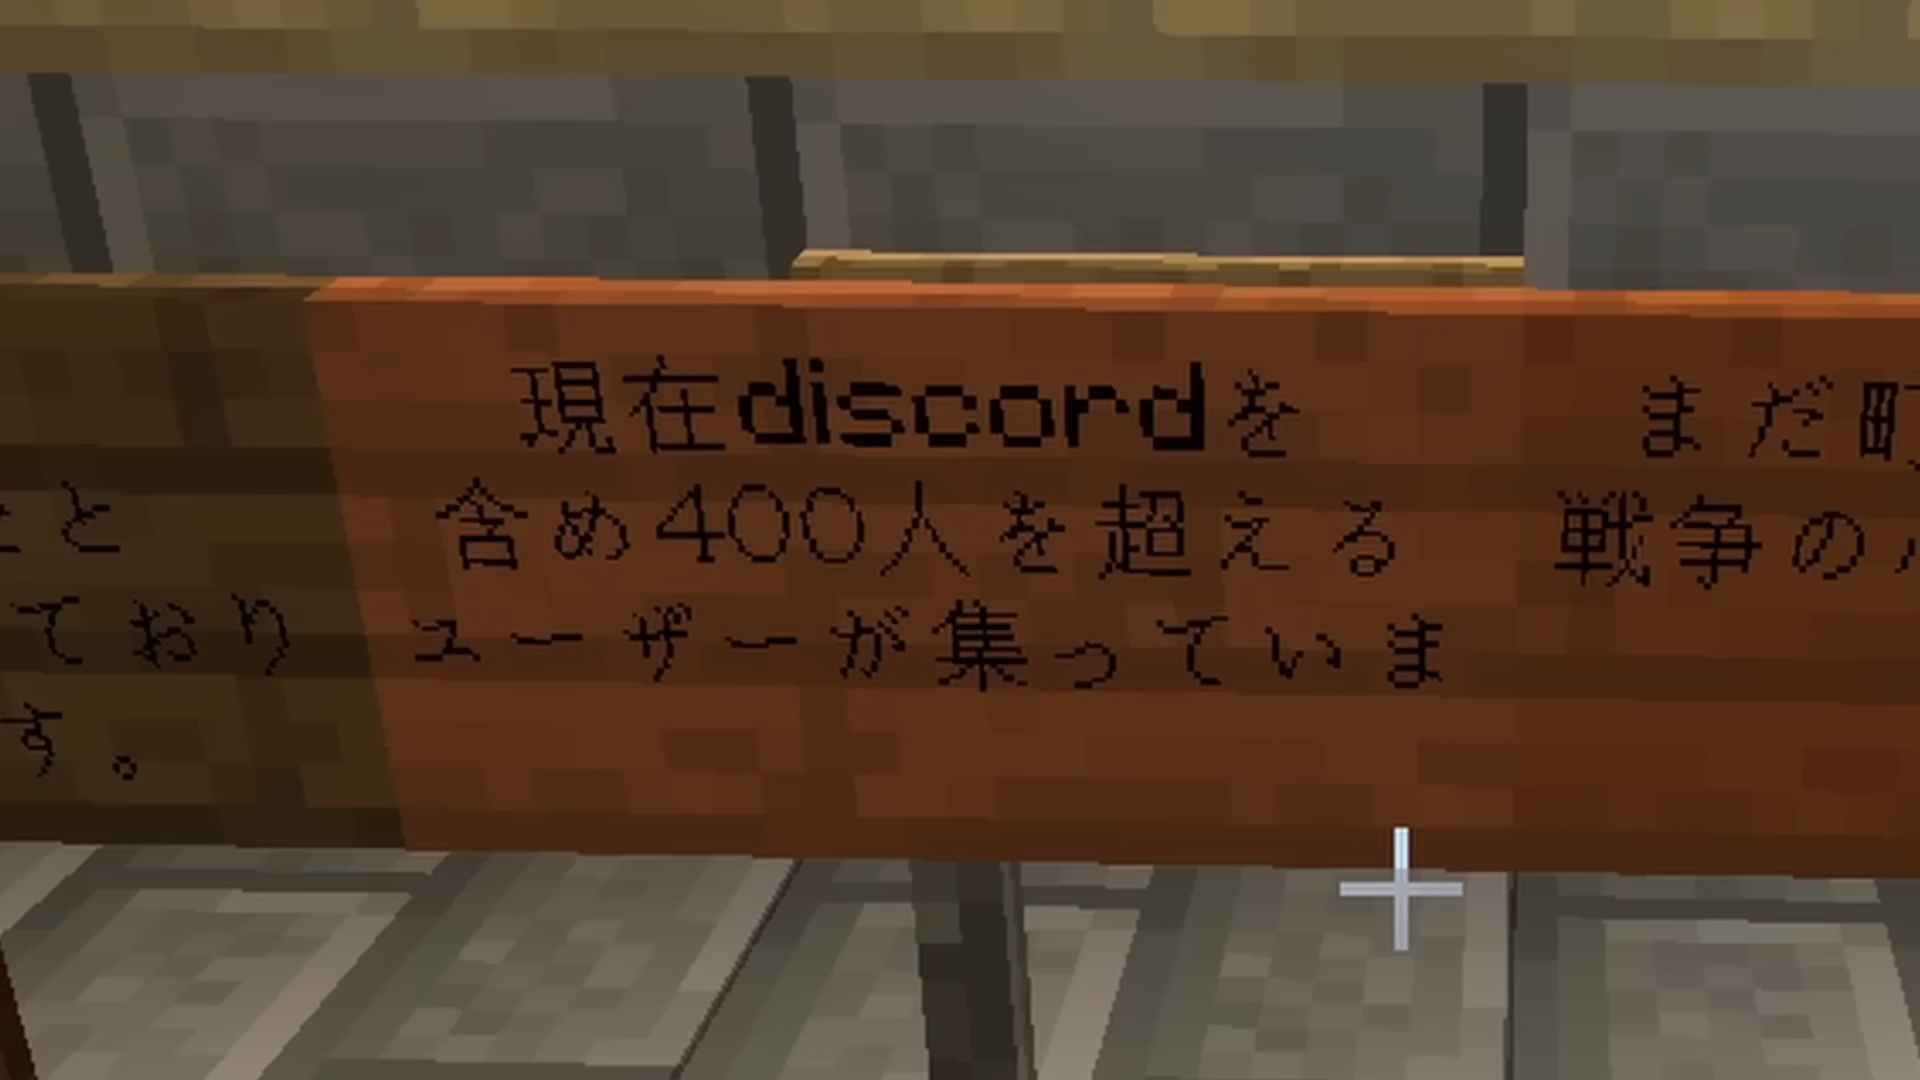 と
ており
す。
現在discordを
含め400人を超える
ユーザーが集っていま
まだ
戦争の